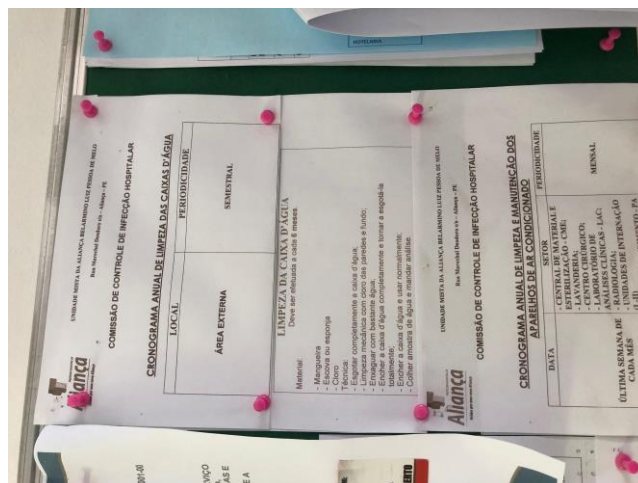 HOTELARIA
UNIDADE MISTA DA ALIANÇA BELARMINO LUIZ PESSOA DE MELO
Rua Marechal Deodoro s/n – Aliança - PE
Aliança
COMISSÃO DE CONTROLE DE INFECÇÃO HOSPITALAR
CRONOGRAMA ANUAL DE LIMPEZA DAS CAIXAS D'ÁGUA
LOCAL
PERIODICIDADE
ÁREA EXTERNA
SEMESTRAL
LIMPEZA DA CAIXA D'ÁGUA
Deve ser efetuada a cada 6 meses.
Material:
- Mangueira
- Escova ou esponja
- Cloro
Técnica:
- Esgotar completamente a caixa d'água;
- Limpeza mecânica com cloro das paredes e fundo;
- Enxaguar com bastante água;
- Encher a caixa d'água completamente e tornar a esgotá-la
totalmente;
- Encher a caixa d'água e usar normalmente;
- Colher amostra de água e mandar análise
UNIDADE MISTA DA ALIANÇA BELARMINO LUIZ PESSOA DE MELO
Rua Marechal Deodoro s/n – Aliança - PE
Aliança
COMISSÃO DE CONTROLE DE INFECÇÃO HOSPITALAR
CRONOGRAMA ANUAL DE LIMPEZA E MANUTENÇÃO DOS
APARELHOS DE AR CONDICIONADO
DATA
SETOR
PERIODICIDADE
ÚLTIMA SEMANA DE
CADA MÊS
- CENTRAL DE MATERIAL E
ESTERILIZAÇÃO - CME;
- LAVANDERIA;
- CENTRO CIRÚRGICO;
- LABORATÓRIO DE
ANÁLISES CLÍNICAS - LAC;
- RADIOLOGIA;
- UNIDADES DE INTERNAÇÃO
MENSAL
001-00